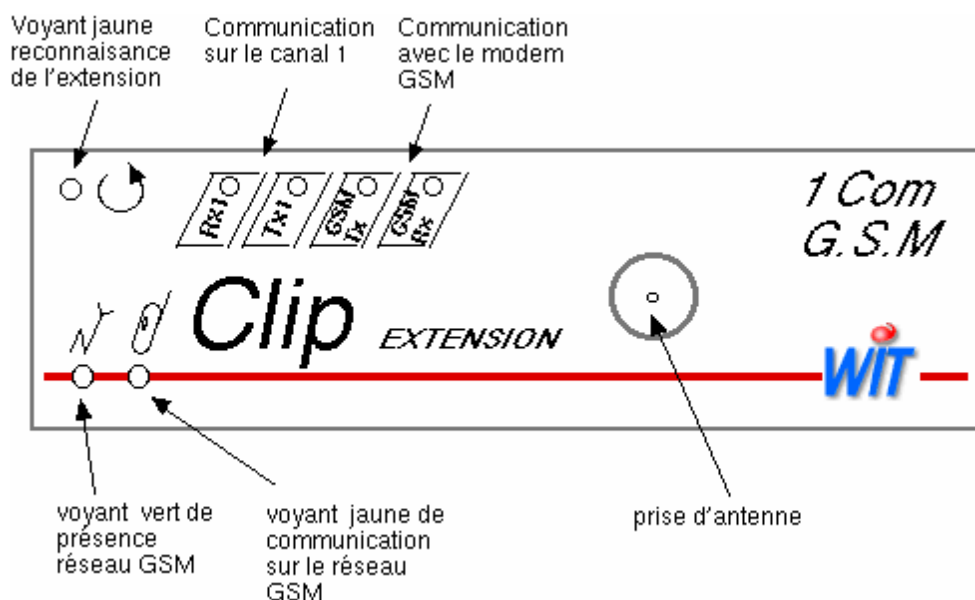 Voyant jaune
reconnaisance
de l'extension
Communication
sur le canal 1
Communication
avec le modem
GSM
Rx1
Tx1
GSM
Tx
GSM
Rx
1 Com
G.S.M
Clip EXTENSION
WIT
voyant vert de
présence
réseau GSM
voyant jaune de
communication
sur le réseau
GSM
prise d'antenne